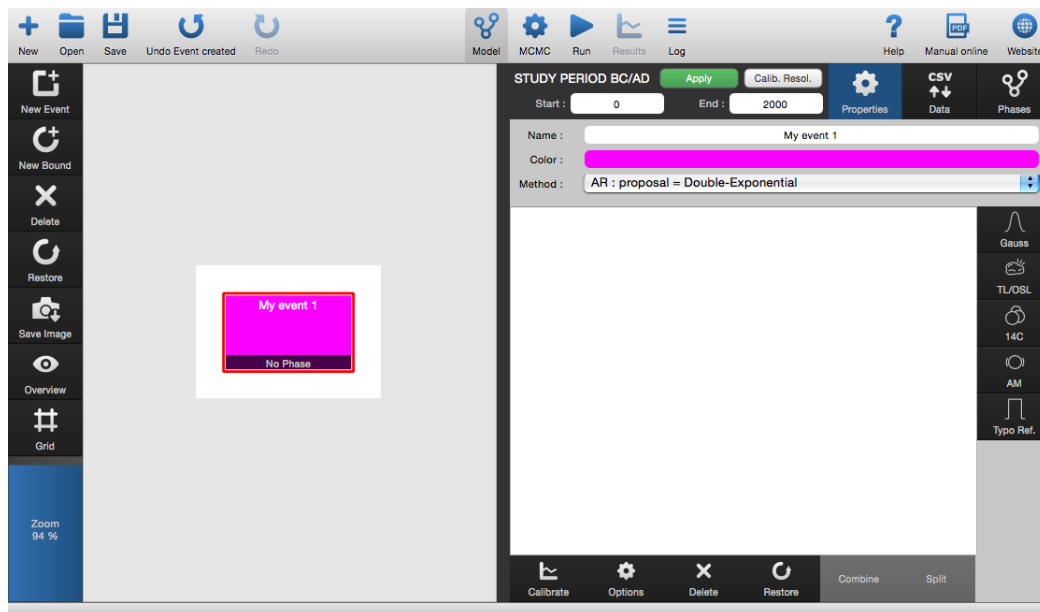 New Open Save Undo Event created Redo Model MCMC Run Results Log Help Manual online Website
PDF
New Event
New Bound
Delete
Restore
Save Image
Overview
Grid
Zoom
94 %
My event 1
No Phase
STUDY PERIOD BC/AD Apply Calib. Resol.
Start : 0 End : 2000
Properties
CSV
Data
Phases
Name : My event 1
Color :
Method : AR : proposal = Double-Exponential
Gauss
TL/OSL
14C
AM
Typo Ref.
Calibrate Options Delete Restore Combine Split